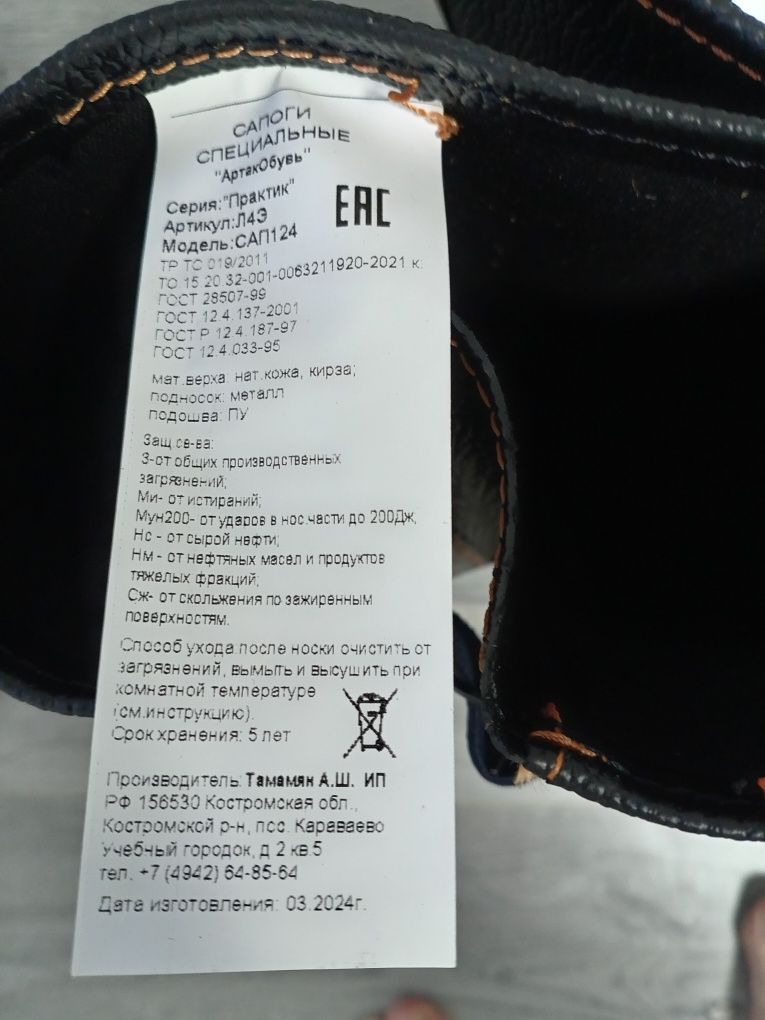 САПОГИ
СПЕЦИАЛЬНЫЕ
"АртакОбувь"
Серия:"Практик"
Артикул:Л4Э
Модель:САП124
EAC
ТР ТС 019/2011
ТО 15 20.32-001-0063211920-2021 к.
ГОСТ 28507-99
ГОСТ 12.4.137-2001
ГОСТ Р 12.4.187-97
ГОСТ 12.4.033-95
мат.верха. нат.кожа, кирза;
подносок: металл
подошва: ПУ
Защ.св-ва:
З-от общих производственных
загрязнений;
Ми- от истираний;
Мун200- от ударов в нос.части до 200Дж,
Нс - от сырой нефти;
Нм - от нефтяных масел и продуктов
тяжелых фракций;
Сж- от скольжения по зажиренным
поверхностям.
Способ ухода.после носки очистить от
загрязнений, вымыть и высушить при
комнатной температуре
(см.инструкцию).
Срок хранения: 5 лет
Производитель:Тамамян А.Ш. ИП
РФ 156530 Костромская обл.,
Костромской р-н, пос. Караваево
Учебный городок, д 2 кв.5
тел. +7 (4942) 64-85-64
Дата изготовления: 03.2024г.